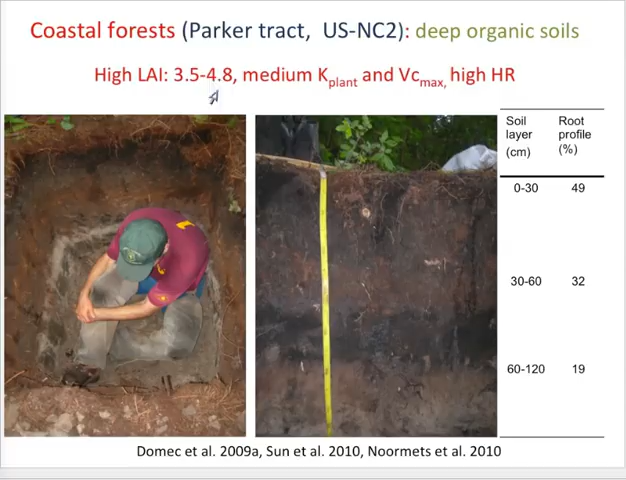 Coastal forests (Parker tract, US-NC2): deep organic soils
High LAI: 3.5-4.8, medium Kplant and Vcmax, high HR
Soil layer (cm) Root profile (%)
0-30 49
30-60 32
60-120 19
Domec et al. 2009a, Sun et al. 2010, Noormets et al. 2010